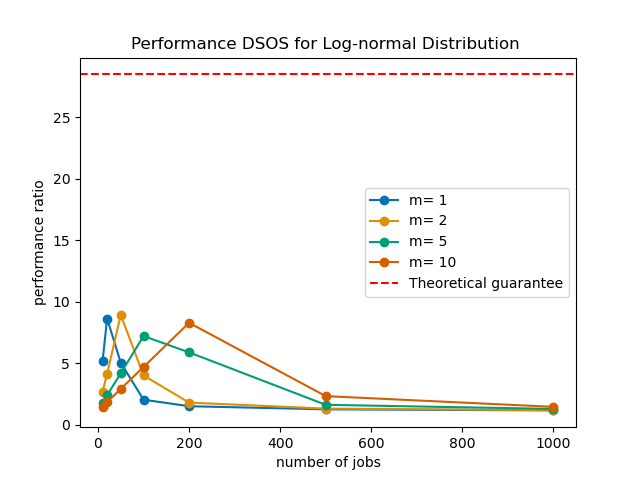 Performance DSOS for Log-normal Distribution
performance ratio
25
20
15
10
5
0
m= 1
m= 2
m= 5
m= 10
Theoretical guarantee
0 200 400 600 800 1000
number of jobs